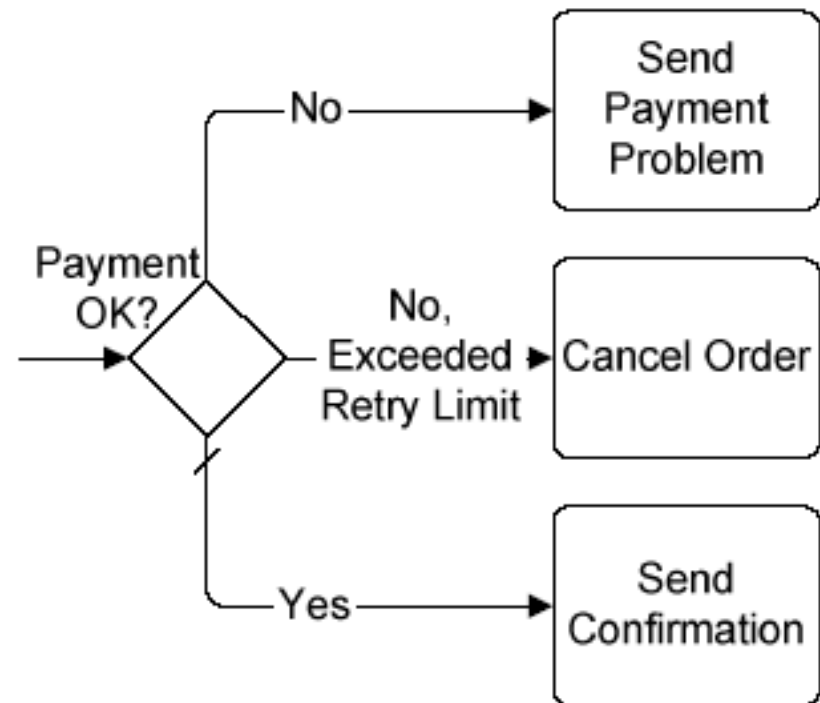 Send
Payment
Problem
No
Payment
OK?
No,
Exceeded
Retry Limit
Cancel Order
Yes
Send
Confirmation